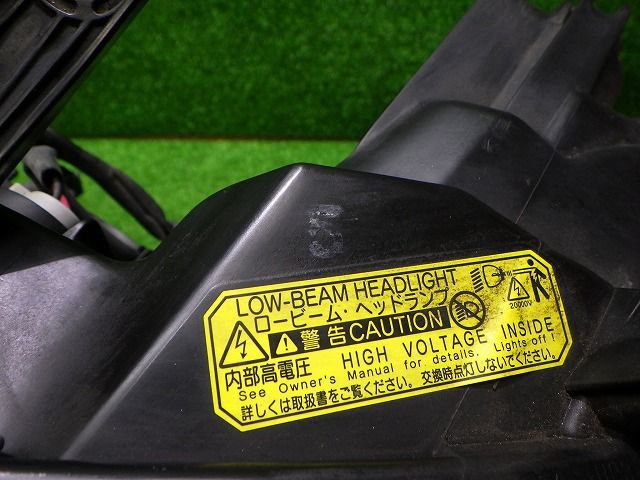 LOW-BEAM HEADLIGHT
ロービーム・ヘッドランプ
警告CAUTION
20000V
内部高電圧 HIGH VOLTAGE INSIDE
See Owner's Manual for details. Lights off!
詳しくは取扱書をご覧ください。交換時点灯しないでください。